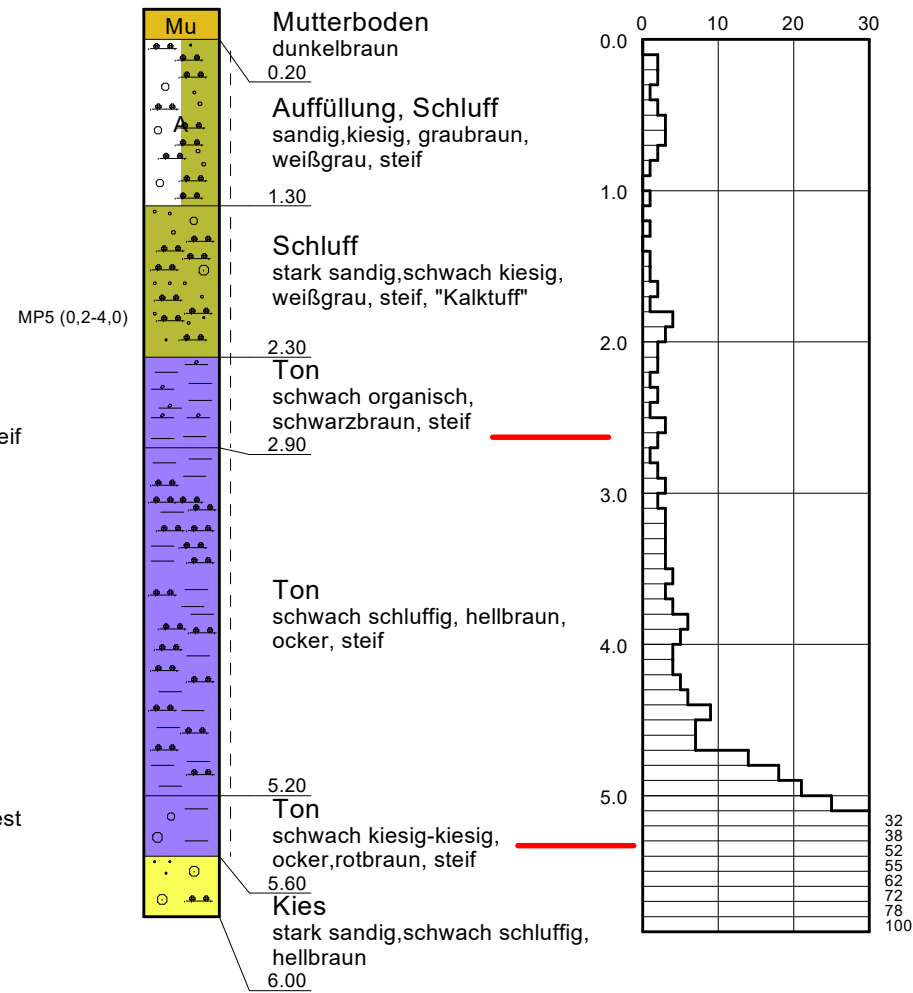 Mu
Mutterboden
dunkelbraun
0.20
A
Auffüllung, Schluff
sandig,kiesig, graubraun,
weißgrau, steif
1.30
Schluff
stark sandig,schwach kiesig,
weißgrau, steif, "Kalktuff"
MP5 (0,2-4,0)
2.30
Ton
schwach organisch,
schwarzbraun, steif
eif
2.90
Ton
schwach schluffig, hellbraun,
ocker, steif
5.20
est
Ton
schwach kiesig-kiesig,
ocker,rotbraun, steif
5.60
Kies
stark sandig,schwach schluffig,
hellbraun
6.00
0 10 20 30
0.0
1.0
2.0
3.0
4.0
5.0
32
38
52
55
62
72
78
100